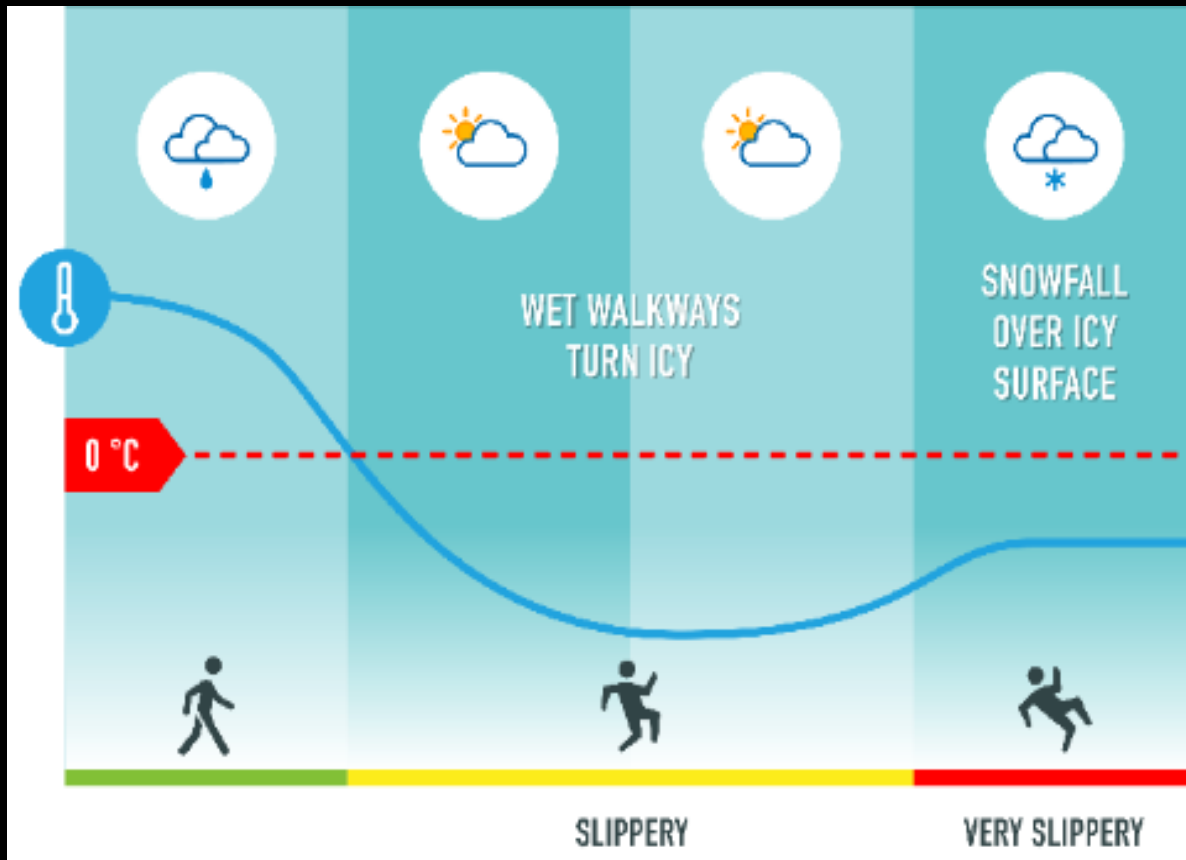 WET WALKWAYS
TURN ICY
SNOWFALL
OVER ICY
SURFACE
0 °C
SLIPPERY
VERY SLIPPERY